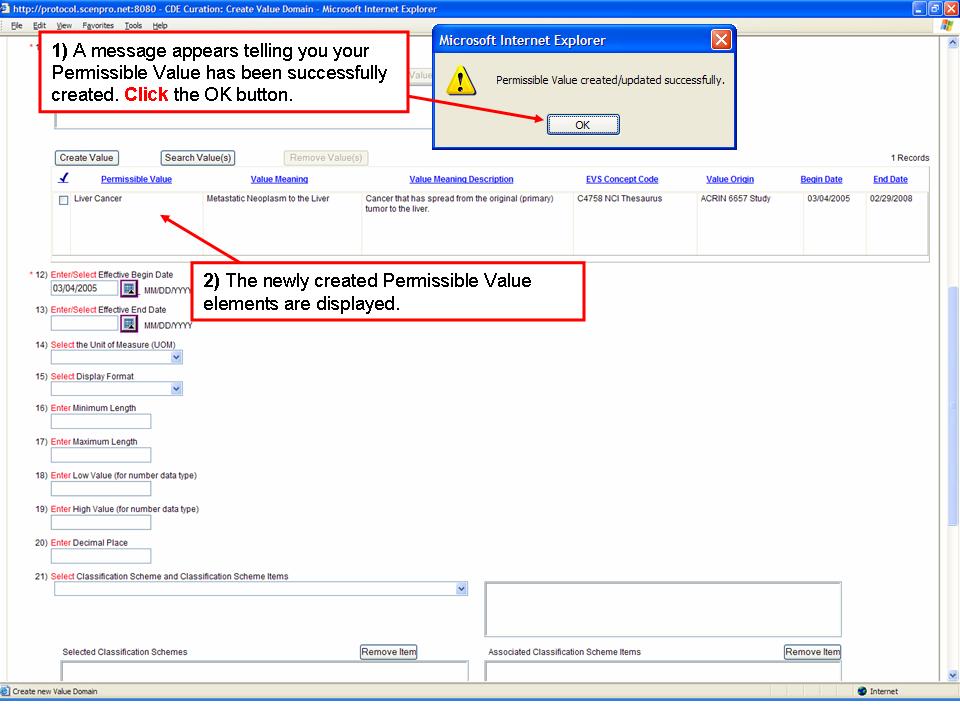 http://protocol.scenpro.net:8080 - CDE Curation: Create Value Domain - Microsoft Internet Explorer
File Edit View Favorites Tools Help
1) A message appears telling you your
Permissible Value has been successfully
created. Click the OK button.
Microsoft Internet Explorer
Permissible Value created/updated successfully.
OK
Create Value Search Value(s) Remove Value(s) 1 Records
Permissible Value Value Meaning Value Meaning Description EVS Concept Code Value Origin Begin Date End Date
Liver Cancer Metastatic Neoplasm to the Liver Cancer that has spread from the original (primary) C4758 NCI Thesaurus ACRIN 6657 Study 03/04/2005 02/29/2008
tumor to the liver.
2) The newly created Permissible Value
elements are displayed.
* 12) Enter/Select Effective Begin Date
03/04/2005 MM/DD/YYYY
13) Enter/Select Effective End Date
MM/DD/YYYY
14) Select the Unit of Measure (UOM)
15) Select Display Format
16) Enter Minimum Length
17) Enter Maximum Length
18) Enter Low Value (for number data type)
19) Enter High Value (for number data type)
20) Enter Decimal Place
21) Select Classification Scheme and Classification Scheme Items
Selected Classification Schemes Remove Item Associated Classification Scheme Items Remove Item
Create new Value Domain Internet